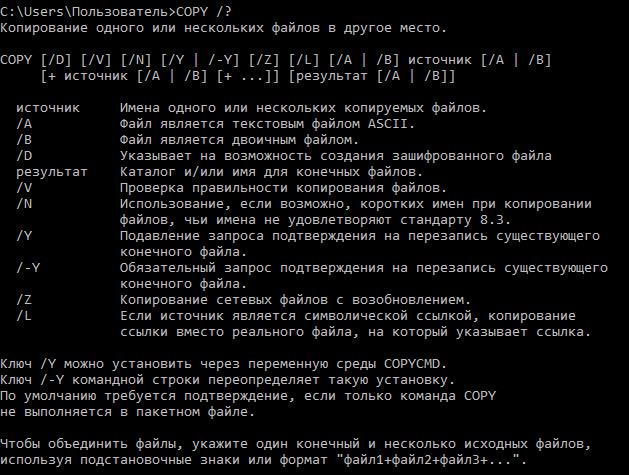 C:\Users\Пользователь>COPY /?
Копирование одного или нескольких файлов в другое место.

COPY [/D] [/V] [/N] [/Y | /-Y] [/Z] [/L] [/A | /B] источник [/A | /B]
     [+ источник [/A | /B] [+ ...]] [результат [/A | /B]]

  источник     Имена одного или нескольких копируемых файлов.
  /A           Файл является текстовым файлом ASCII.
  /B           Файл является двоичным файлом.
  /D           Указывает на возможность создания зашифрованного файла
  результат    Каталог и/или имя для конечных файлов.
  /V           Проверка правильности копирования файлов.
  /N           Использование, если возможно, коротких имен при копировании
               файлов, чьи имена не удовлетворяют стандарту 8.3.
  /Y           Подавление запроса подтверждения на перезапись существующего
               конечного файла.
  /-Y          Обязательный запрос подтверждения на перезапись существующего
               конечного файла.
  /Z           Копирование сетевых файлов с возобновлением.
  /L           Если источник является символической ссылкой, копирование
               ссылки вместо реального файла, на который указывает ссылка.

Ключ /Y можно установить через переменную среды COPYCMD.
Ключ /-Y командной строки переопределяет такую установку.
По умолчанию требуется подтверждение, если только команда COPY
не выполняется в пакетном файле.

Чтобы объединить файлы, укажите один конечный и несколько исходных файлов,
используя подстановочные знаки или формат "файл1+файл2+файл3+...".